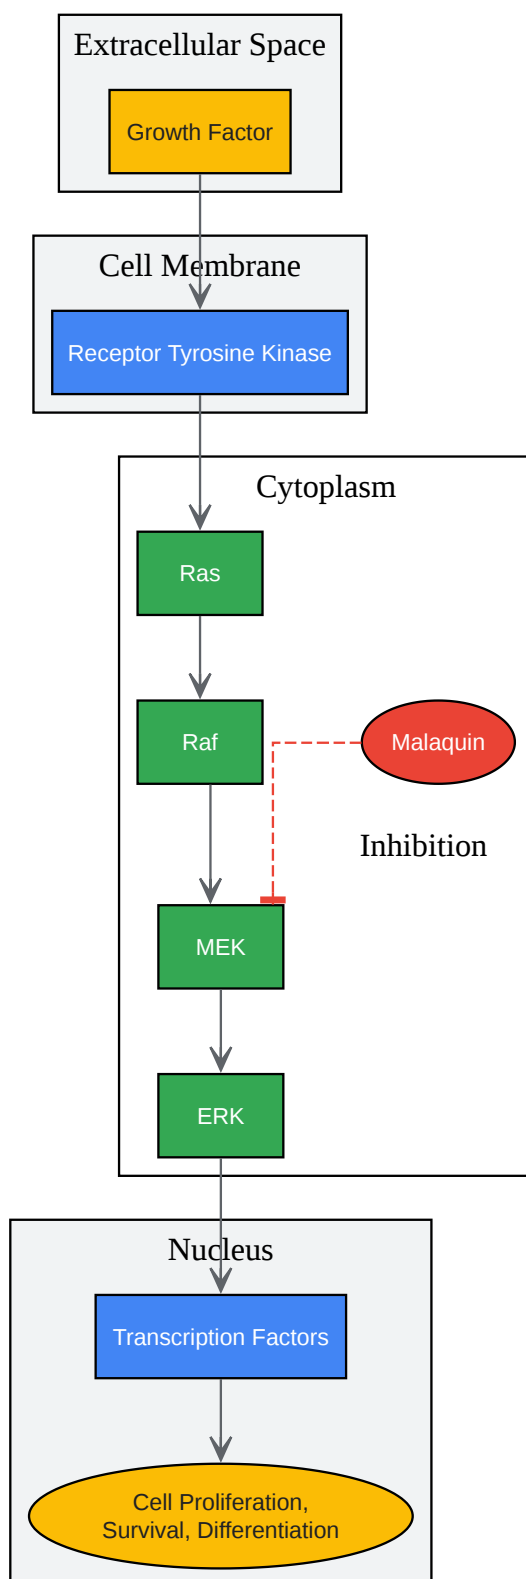 Extracellular Space
Growth Factor
Cell Membrane
Receptor Tyrosine Kinase
Cytoplasm
Ras
Raf
Malaquin
Inhibition
MEK
ERK
Nucleus
Transcription Factors
Cell Proliferation,
Survival, Differentiation